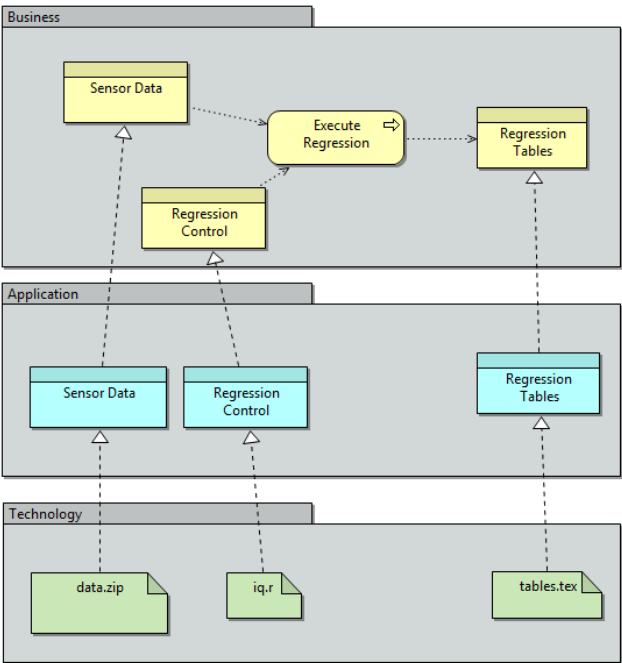 Business
Sensor Data
Execute
Regression
Regression
Tables
Regression
Control
Application
Sensor Data
Regression
Control
Regression
Tables
Technology
data.zip
iq.r
tables.tex